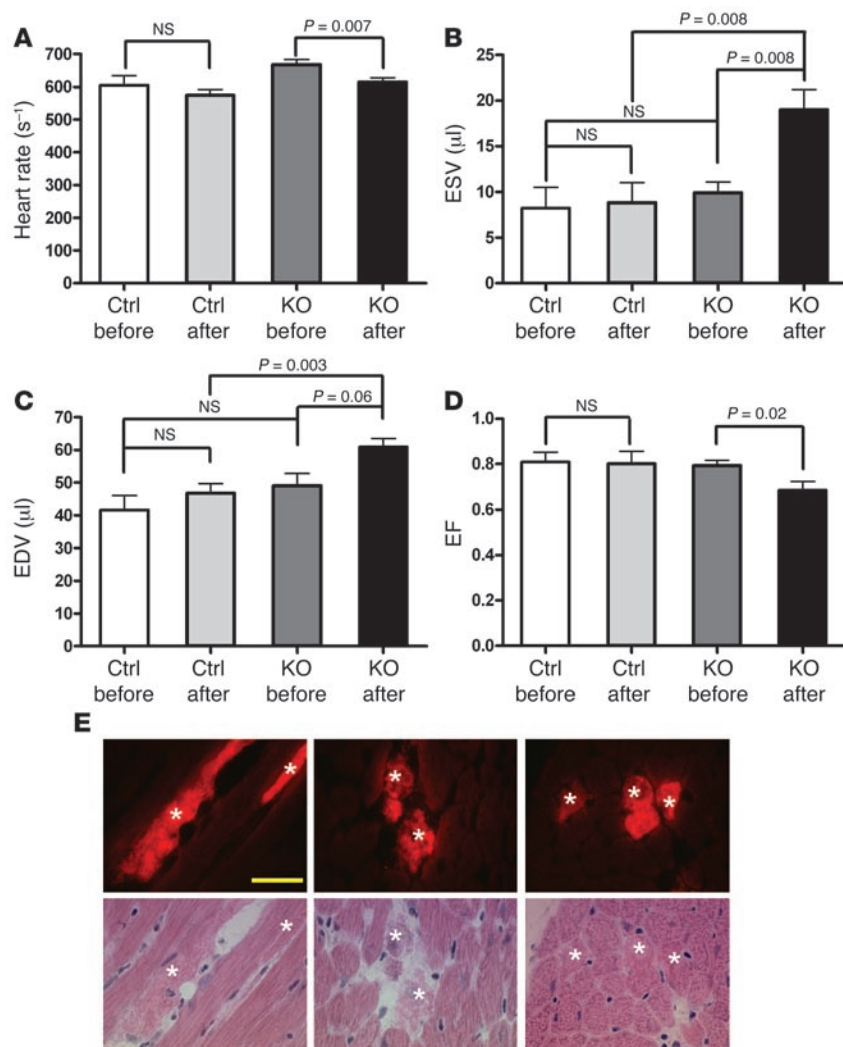 A
NS
P = 0.007
Heart rate (s⁻¹)
700
600
500
400
300
200
100
0
Ctrl before
Ctrl after
KO before
KO after
B
P = 0.008
P = 0.008
NS
NS
ESV (μl)
25
20
15
10
5
0
Ctrl before
Ctrl after
KO before
KO after
C
P = 0.003
P = 0.06
NS
NS
EDV (μl)
70
60
50
40
30
20
10
0
Ctrl before
Ctrl after
KO before
KO after
D
NS
P = 0.02
EF
1.0
0.8
0.6
0.4
0.2
0.0
Ctrl before
Ctrl after
KO before
KO after
E
* *
* *
* * *
* *
* *
* * *